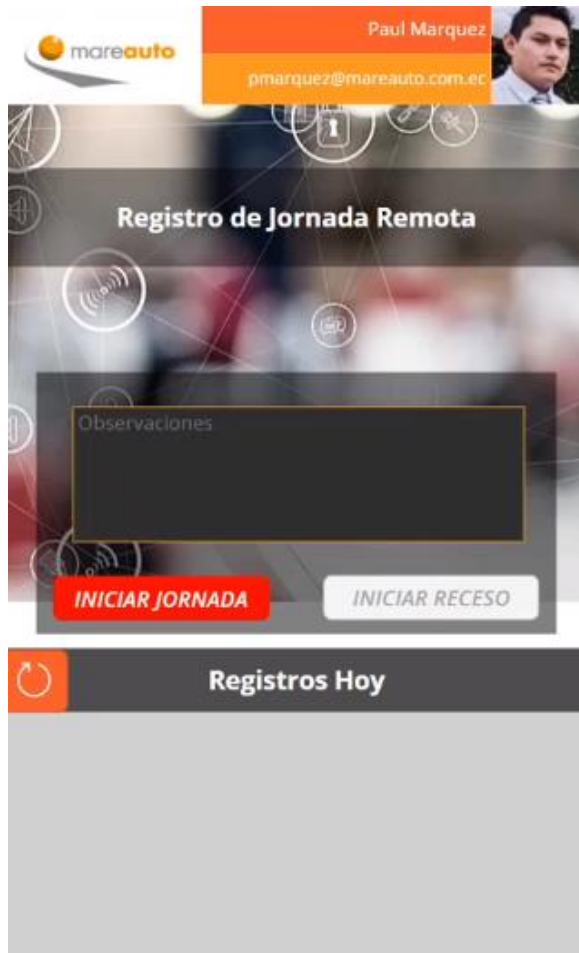 mareauto
Paul Marquez
pmarquez@mareauto.com.ec
Registro de Jornada Remota
Observaciones
INICIAR JORNADA
INICIAR RECESO
Registros Hoy